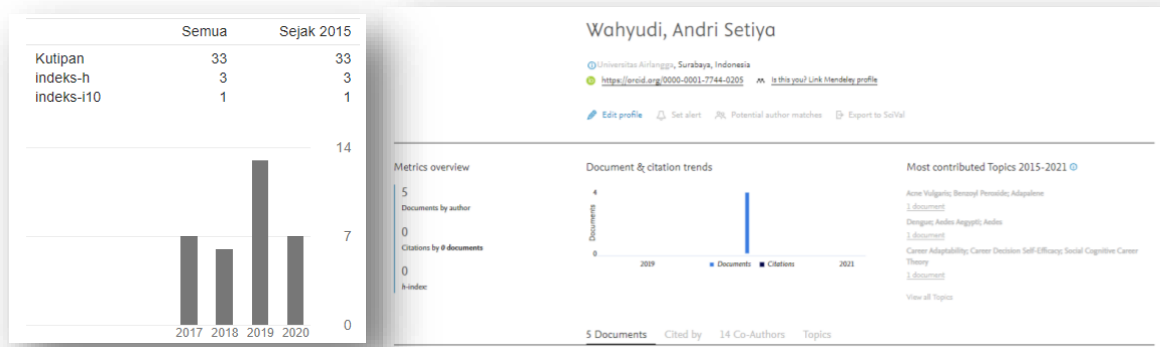 Semua Sejak 2015
Kutipan 33 33
indeks-h 3 3
indeks-i10 1 1
14
7
0
2017 2018 2019 2020
Wahyudi, Andri Setiya
Universitas Airlangga, Surabaya, Indonesia
https://orcid.org/0000-0001-7744-0205 Is this you? Link Mendeley profile
Edit profile Set alert Potential author matches Export to SciVal
Metrics overview
5
Documents by author
0
Citations by 0 documents
0
h-index:
Document & citation trends
4
Documents
0
2019 Documents Citations 2021
Most contributed Topics 2015-2021
Acne Vulgaris; Benzoyl Peroxide; Adapalene
1 document
Dengue; Aedes Aegypti; Aedes
1 document
Career Adaptability; Career Decision Self-Efficacy; Social Cognitive Career
Theory
1 document
View all Topics
5 Documents Cited by 14 Co-Authors Topics